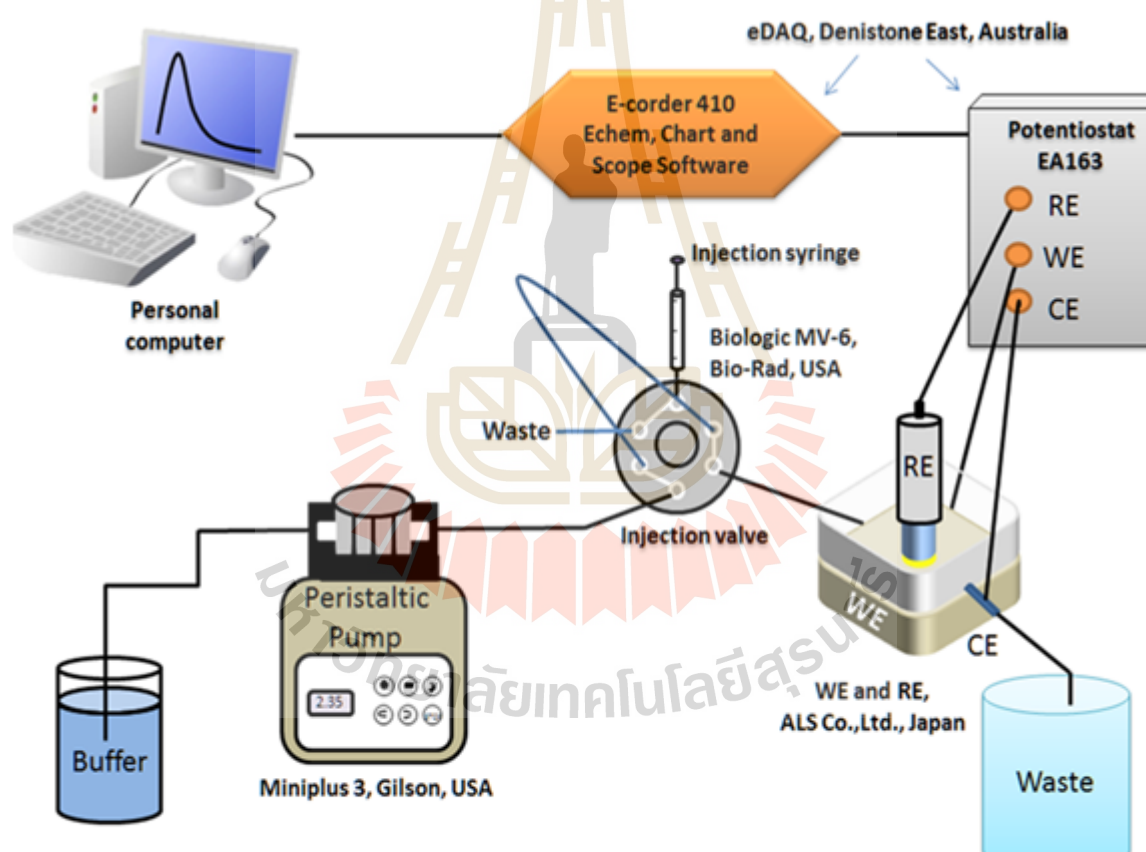 eDAQ, Denistone East, Australia
E-corder 410
Echem, Chart and
Scope Software
Potentiostat
EA163
RE
WE
CE
Personal
computer
Injection syringe
Biologic MV-6,
Bio-Rad, USA
Waste
Injection valve
RE
WE
CE
Peristaltic
Pump
2.35
Buffer
Miniplus 3, Gilson, USA
WE and RE,
ALS Co.,Ltd., Japan
Waste
มหาวิทยาลัยเทคโนโลยีสุรนารี